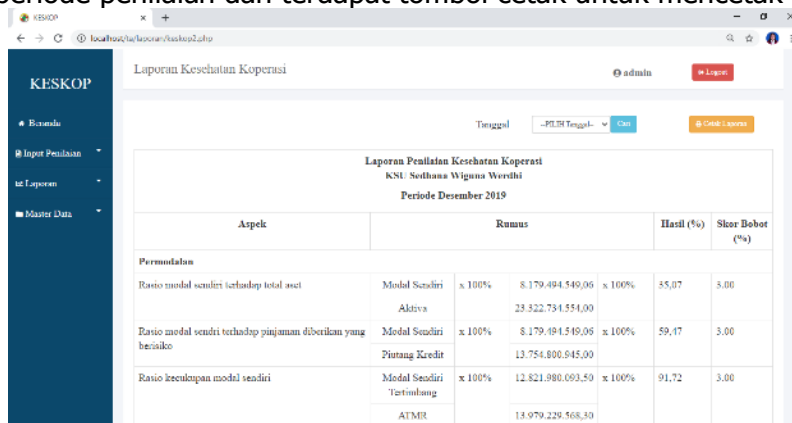 periode penilaian dan terdapat tombol cetak untuk mencetak
KESKOP
localhost/ta/laporan/keskop2.php
KESKOP
Laporan Kesehatan Koperasi
admin
Logout
Beranda
Input Penilaian
Laporan
Master Data
Tanggal
--PILIH Tanggal--
Cari
Cetak Laporan
Laporan Penilaian Kesehatan Koperasi
KSU Sedhana Wiguna Werdhi
Periode Desember 2019
Aspek Rumus Hasil (%) Skor Bobot (%)
Permodalan
Rasio modal sendiri terhadap total aset Modal Sendiri x 100% 8.179.494.549,06 x 100% 35,07 3.00
Aktiva 23.322.734.554,00
Rasio modal sendri terhadap pinjaman diberikan yang berisiko Modal Sendiri x 100% 8.179.494.549,06 x 100% 59,47 3.00
Piutang Kredit 13.754.800.945,00
Rasio kecukupan modal sendiri Modal Sendiri Tertimbang x 100% 12.821.980.093,50 x 100% 91,72 3.00
ATMR 13.979.229.568,30